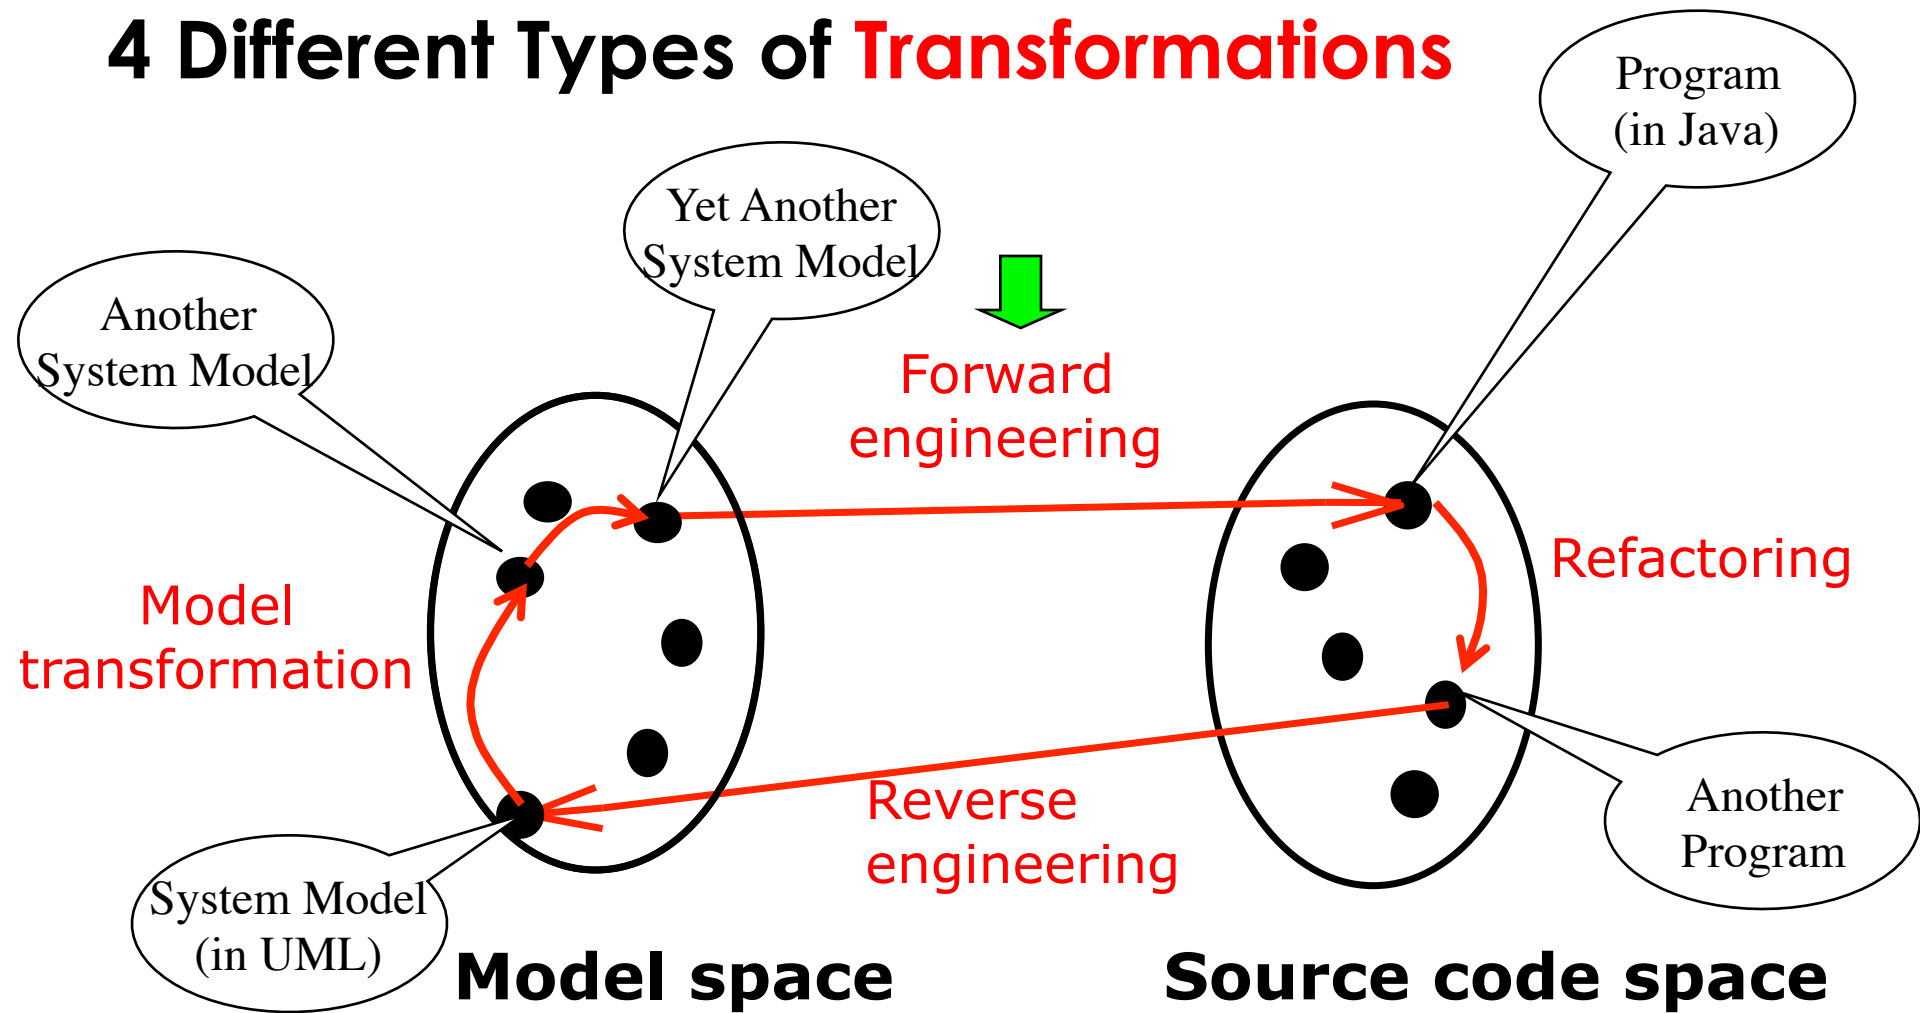 4 Different Types of Transformations
Program
(in Java)
Yet Another
System Model
Another
System Model
Forward
engineering
Refactoring
Model
transformation
Reverse
engineering
Another
Program
System Model
(in UML)
Model space
Source code space